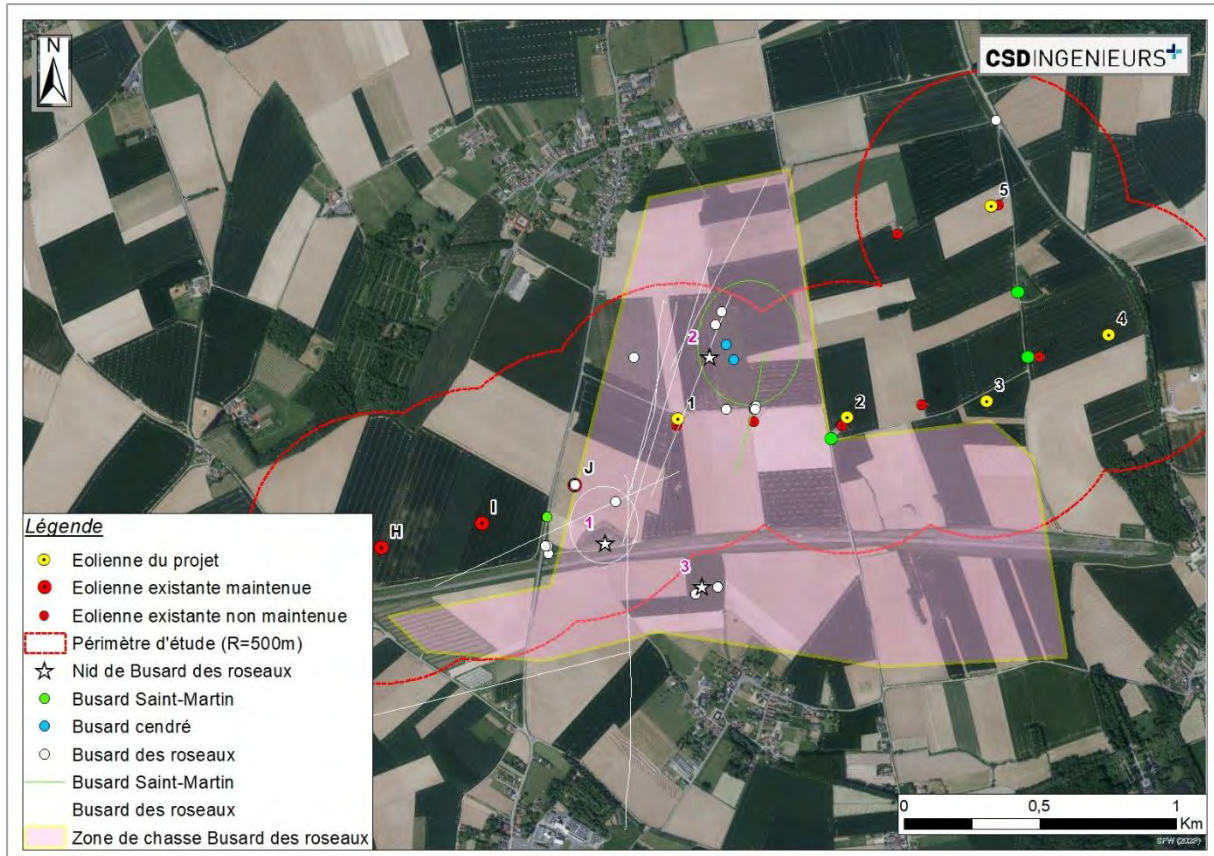 N
CSDINGENIEURS+
5
4
2
3
1
2
J
1
I
H
3
Légende
Eolienne du projet
Eolienne existante maintenue
Eolienne existante non maintenue
Périmètre d'étude (R=500m)
Nid de Busard des roseaux
Busard Saint-Martin
Busard cendré
Busard des roseaux
Busard Saint-Martin
Busard des roseaux
Zone de chasse Busard des roseaux
0 0,5 1
Km